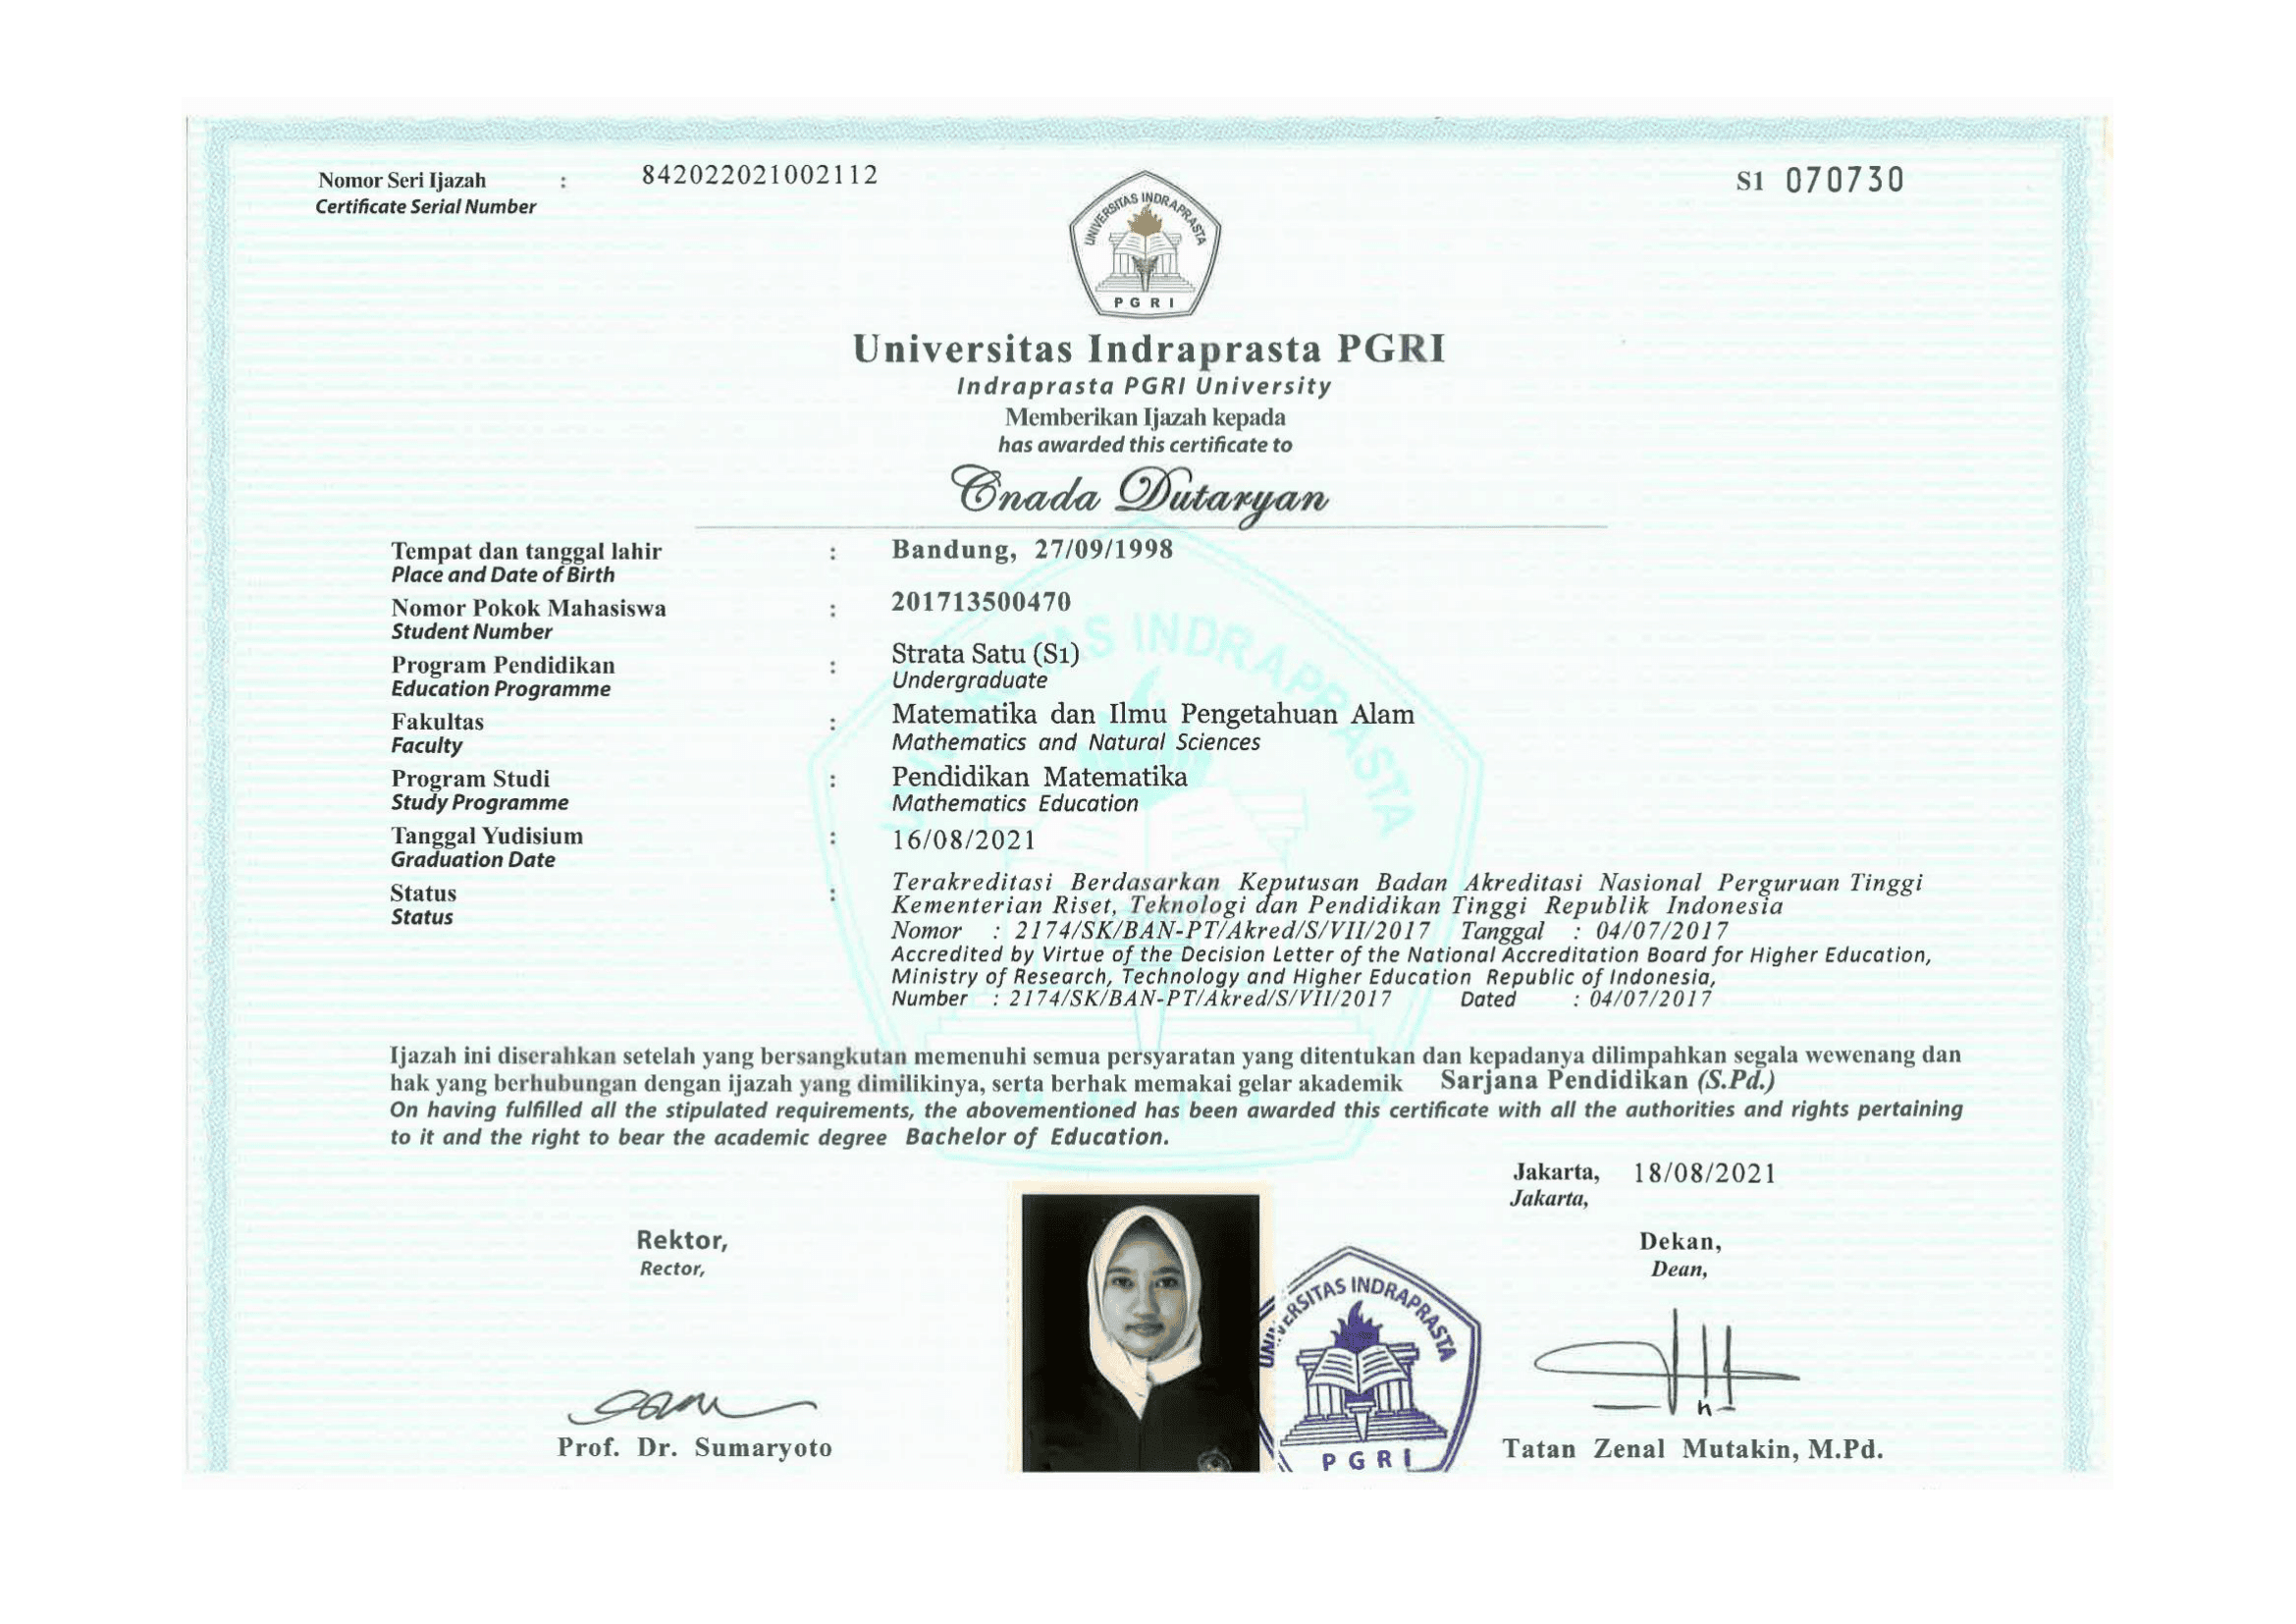 Nomor Seri Ijazah : 842022021002112
Certificate Serial Number
S1 070730
UNIVERSITAS INDRAPRASTA
PGRI
Universitas Indraprasta PGRI
Indraprasta PGRI University
Memberikan Ijazah kepada
has awarded this certificate to
Cnada Dutaryan
Tempat dan tanggal lahir : Bandung, 27/09/1998
Place and Date of Birth
Nomor Pokok Mahasiswa : 201713500470
Student Number
Program Pendidikan : Strata Satu (S1)
Education Programme Undergraduate
Fakultas : Matematika dan Ilmu Pengetahuan Alam
Faculty Mathematics and Natural Sciences
Program Studi : Pendidikan Matematika
Study Programme Mathematics Education
Tanggal Yudisium : 16/08/2021
Graduation Date
Status : Terakreditasi Berdasarkan Keputusan Badan Akreditasi Nasional Perguruan Tinggi
Status Kementerian Riset, Teknologi dan Pendidikan Tinggi Republik Indonesia
Nomor : 2174/SK/BAN-PT/Akred/S/VII/2017 Tanggal : 04/07/2017
Accredited by Virtue of the Decision Letter of the National Accreditation Board for Higher Education,
Ministry of Research, Technology and Higher Education Republic of Indonesia,
Number : 2174/SK/BAN-PT/Akred/S/VII/2017 Dated : 04/07/2017
Ijazah ini diserahkan setelah yang bersangkutan memenuhi semua persyaratan yang ditentukan dan kepadanya dilimpahkan segala wewenang dan
hak yang berhubungan dengan ijazah yang dimilikinya, serta berhak memakai gelar akademik Sarjana Pendidikan (S.Pd.)
On having fulfilled all the stipulated requirements, the abovementioned has been awarded this certificate with all the authorities and rights pertaining
to it and the right to bear the academic degree Bachelor of Education.
Jakarta, 18/08/2021
Jakarta,
Rektor,
Rector,
Dekan,
Dean,
UNIVERSITAS INDRAPRASTA
PGRI
Prof. Dr. Sumaryoto
Tatan Zenal Mutakin, M.Pd.